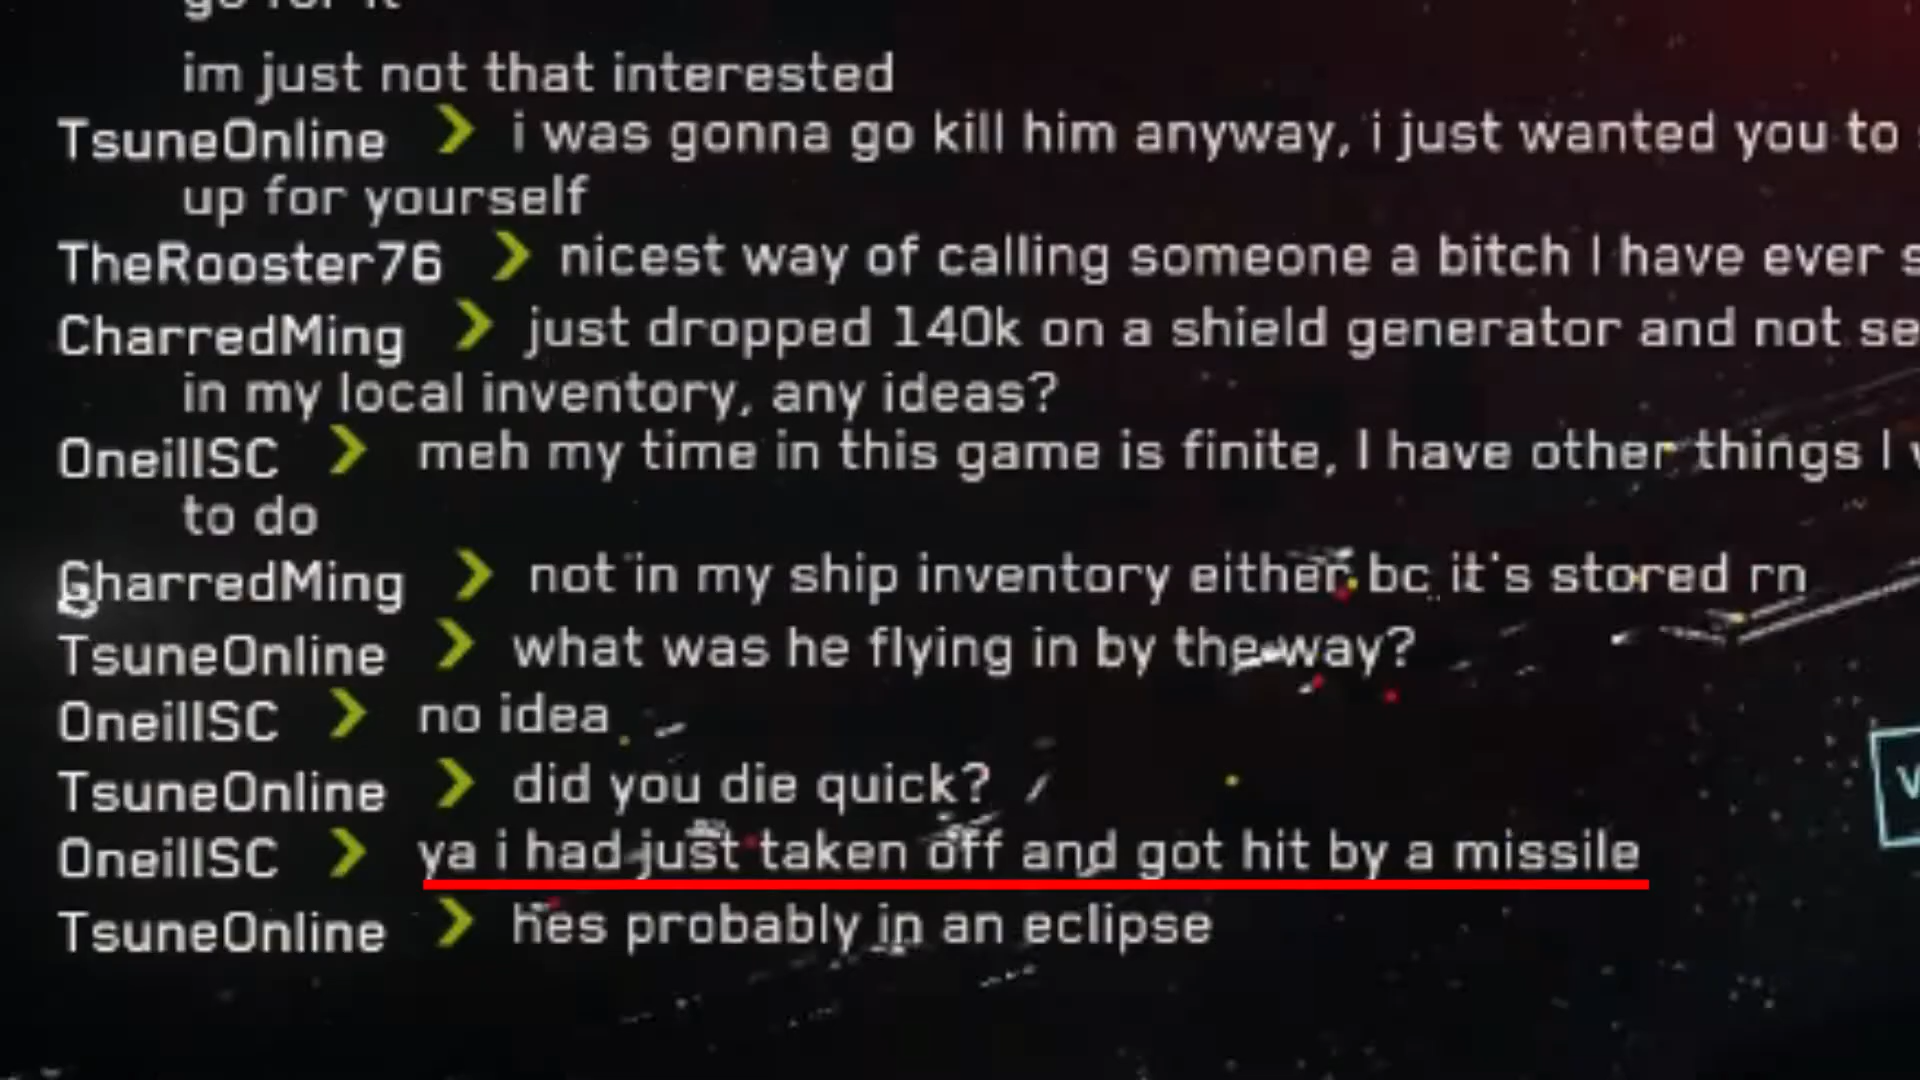 go for it
im just not that interested
TsuneOnline > i was gonna go kill him anyway, i just wanted you to
up for yourself
TheRooster76 > nicest way of calling someone a bitch I have ever
CharredMing > just dropped 140k on a shield generator and not
in my local inventory, any ideas?
OneillSC > meh my time in this game is finite, I have other things I
to do
CharredMing > not in my ship inventory either bc it's stored rn
TsuneOnline > what was he flying in by the way?
OneillSC > no idea
TsuneOnline > did you die quick?
OneillSC > ya i had just taken off and got hit by a missile
TsuneOnline > hes probably in an eclipse